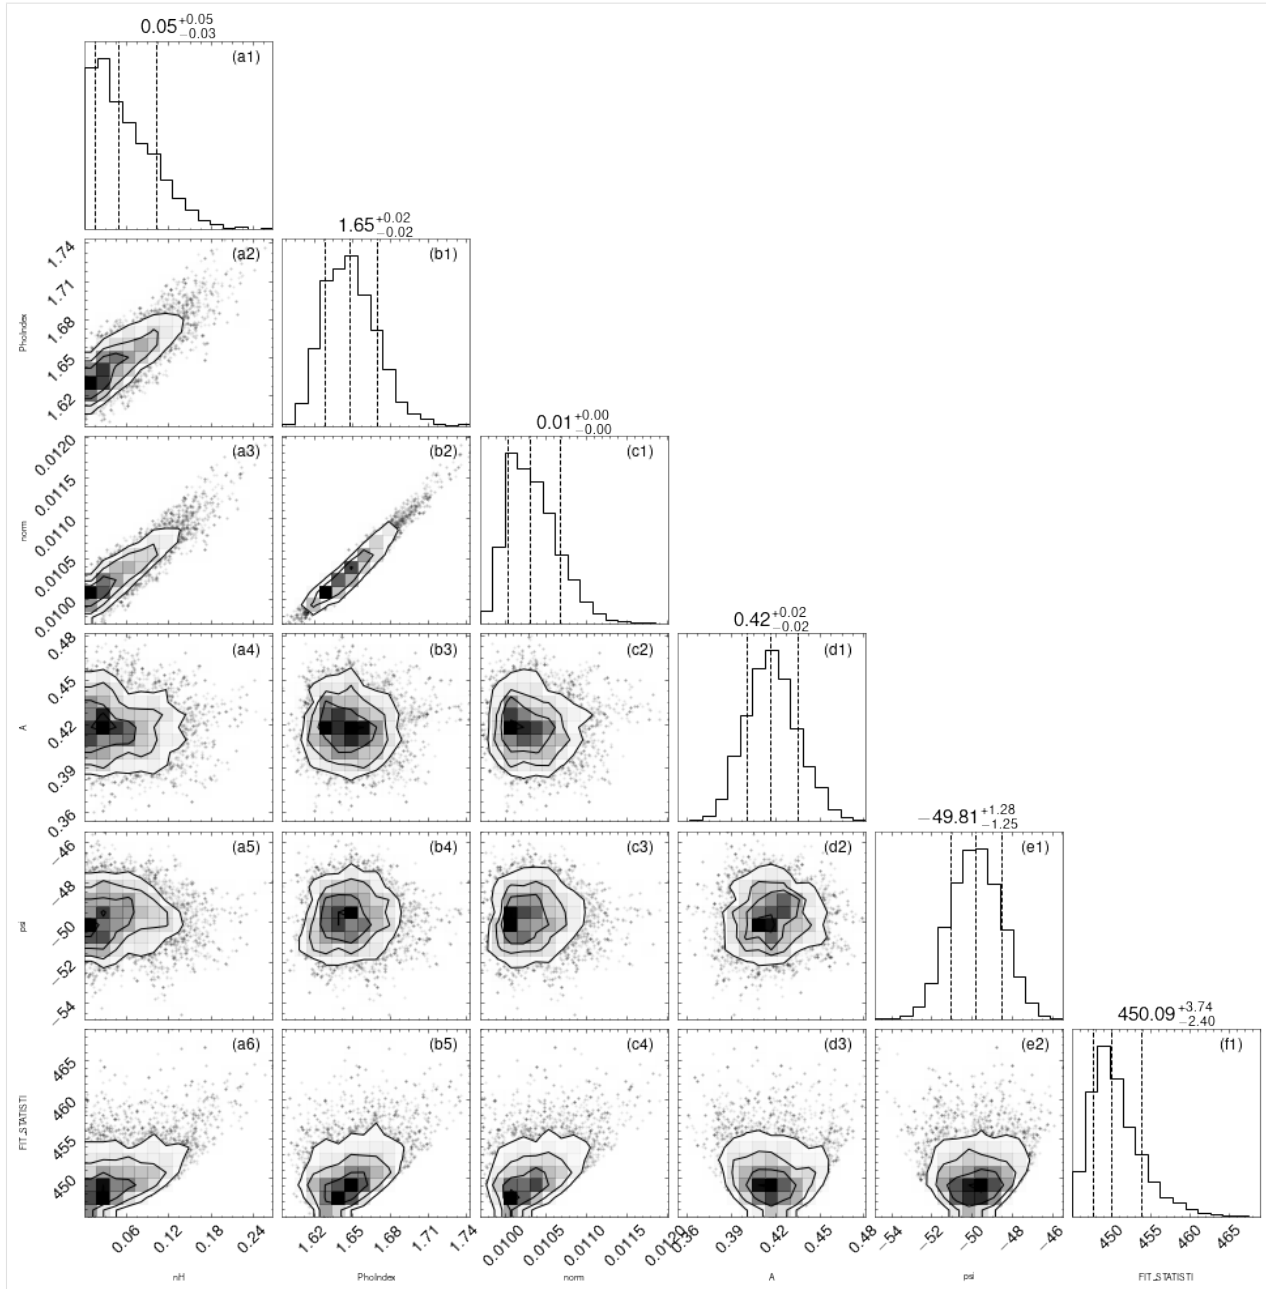 0.05 +0.05 −0.03
(a1)
1.65 +0.02 −0.02
1.74
1.71
1.68
1.65
1.62
PhoIndex
(a2)
(b1)
0.01 +0.00 −0.00
0.0120
0.0115
0.0110
0.0105
0.0100
norm
(a3)
(b2)
(c1)
0.42 +0.02 −0.02
0.48
0.45
0.42
0.39
0.36
A
(a4)
(b3)
(c2)
(d1)
−49.81 +1.28 −1.25
−46
−48
−50
−52
−54
psi
(a5)
(b4)
(c3)
(d2)
(e1)
450.09 +3.74 −2.40
465
460
455
450
FIT_STATISTI
(a6)
(b5)
(c4)
(d3)
(e2)
(f1)
0.06 0.12 0.18 0.24
1.62 1.65 1.68 1.71 1.74
0.0100 0.0105 0.0110 0.0115 0.0120
0.36 0.39 0.42 0.45 0.48
−54 −52 −50 −48 −46
450 455 460 465
nH PhoIndex norm A psi FIT_STATISTI